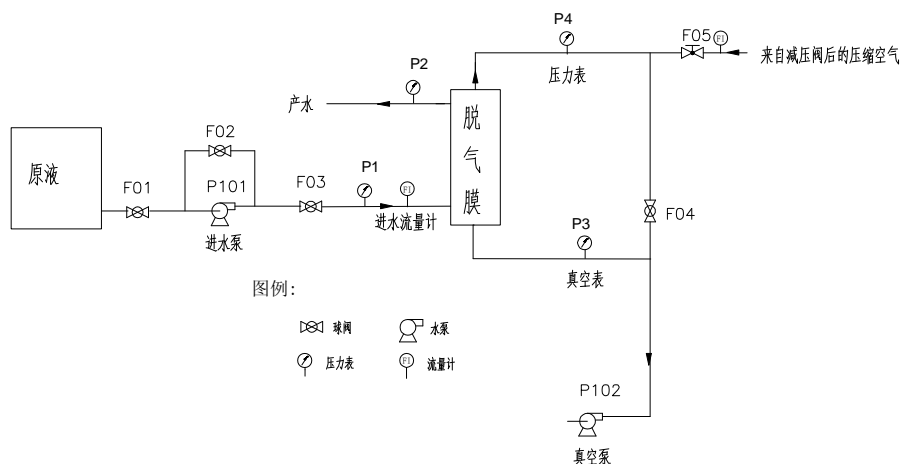 P4
F05
FI
来自减压阀后的压缩空气
压力表
P2
产水
脱气膜
F02
原液
F01
P101
F03
P1
FI
进水泵
进水流量计
F04
P3
真空表
图例:
球阀
水泵
压力表
FI
流量计
P102
真空泵